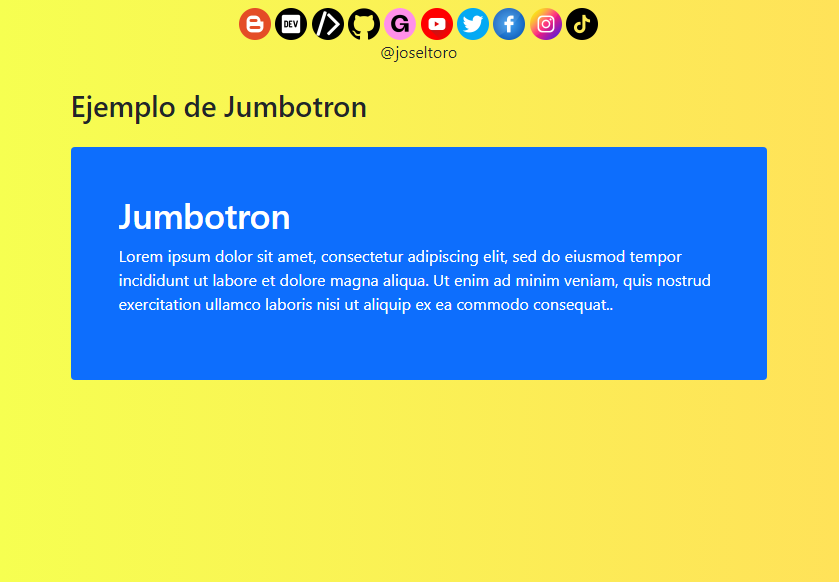 DEV
G
@joseltoro
Ejemplo de Jumbotron
Jumbotron
Lorem ipsum dolor sit amet, consectetur adipiscing elit, sed do eiusmod tempor
incididunt ut labore et dolore magna aliqua. Ut enim ad minim veniam, quis nostrud
exercitation ullamco laboris nisi ut aliquip ex ea commodo consequat..